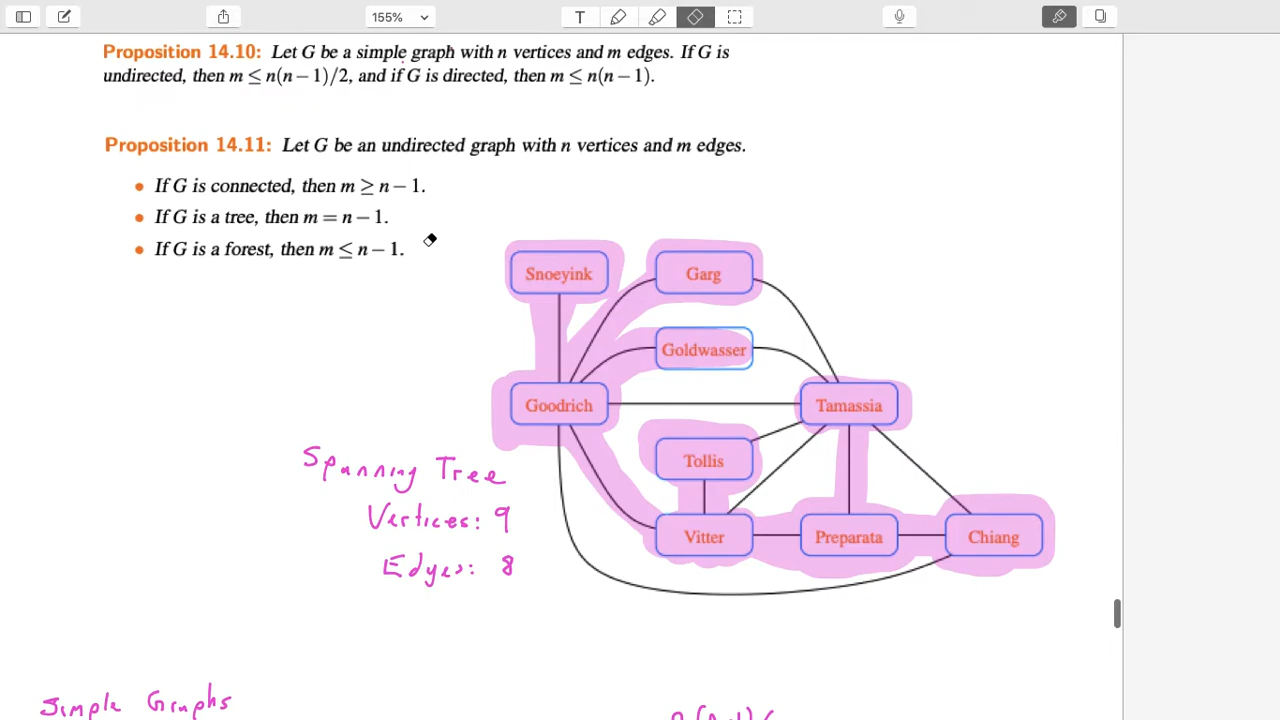 155%
T
Proposition 14.10: Let G be a simple graph with n vertices and m edges. If G is
undirected, then m ≤ n(n−1)/2, and if G is directed, then m ≤ n(n−1).
Proposition 14.11: Let G be an undirected graph with n vertices and m edges.
• If G is connected, then m ≥ n−1.
• If G is a tree, then m = n−1.
• If G is a forest, then m ≤ n−1.
Snoeyink
Garg
Goldwasser
Goodrich
Tamassia
Tollis
Vitter
Preparata
Chiang
Spanning Tree
Vertices: 9
Edges: 8
Simple Graphs